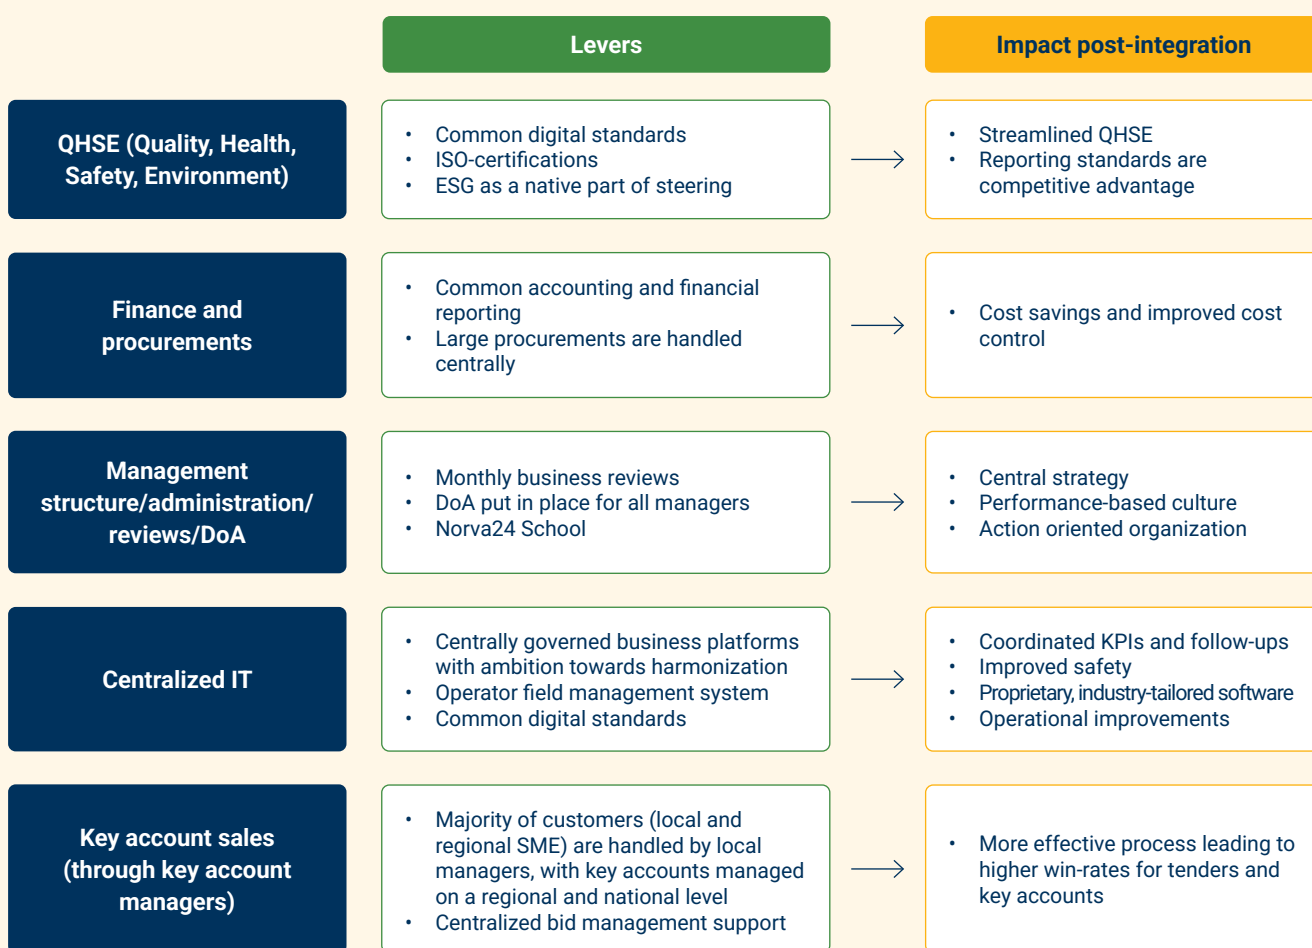 Levers
Impact post-integration
QHSE (Quality, Health,
Safety, Environment)
• Common digital standards
• ISO-certifications
• ESG as a native part of steering
• Streamlined QHSE
• Reporting standards are
competitive advantage
Finance and
procurements
• Common accounting and financial
reporting
• Large procurements are handled
centrally
• Cost savings and improved cost
control
Management
structure/administration/
reviews/DoA
• Monthly business reviews
• DoA put in place for all managers
• Norva24 School
• Central strategy
• Performance-based culture
• Action oriented organization
Centralized IT
• Centrally governed business platforms
with ambition towards harmonization
• Operator field management system
• Common digital standards
• Coordinated KPIs and follow-ups
• Improved safety
• Proprietary, industry-tailored software
• Operational improvements
Key account sales
(through key account
managers)
• Majority of customers (local and
regional SME) are handled by local
managers, with key accounts managed
on a regional and national level
• Centralized bid management support
• More effective process leading to
higher win-rates for tenders and
key accounts